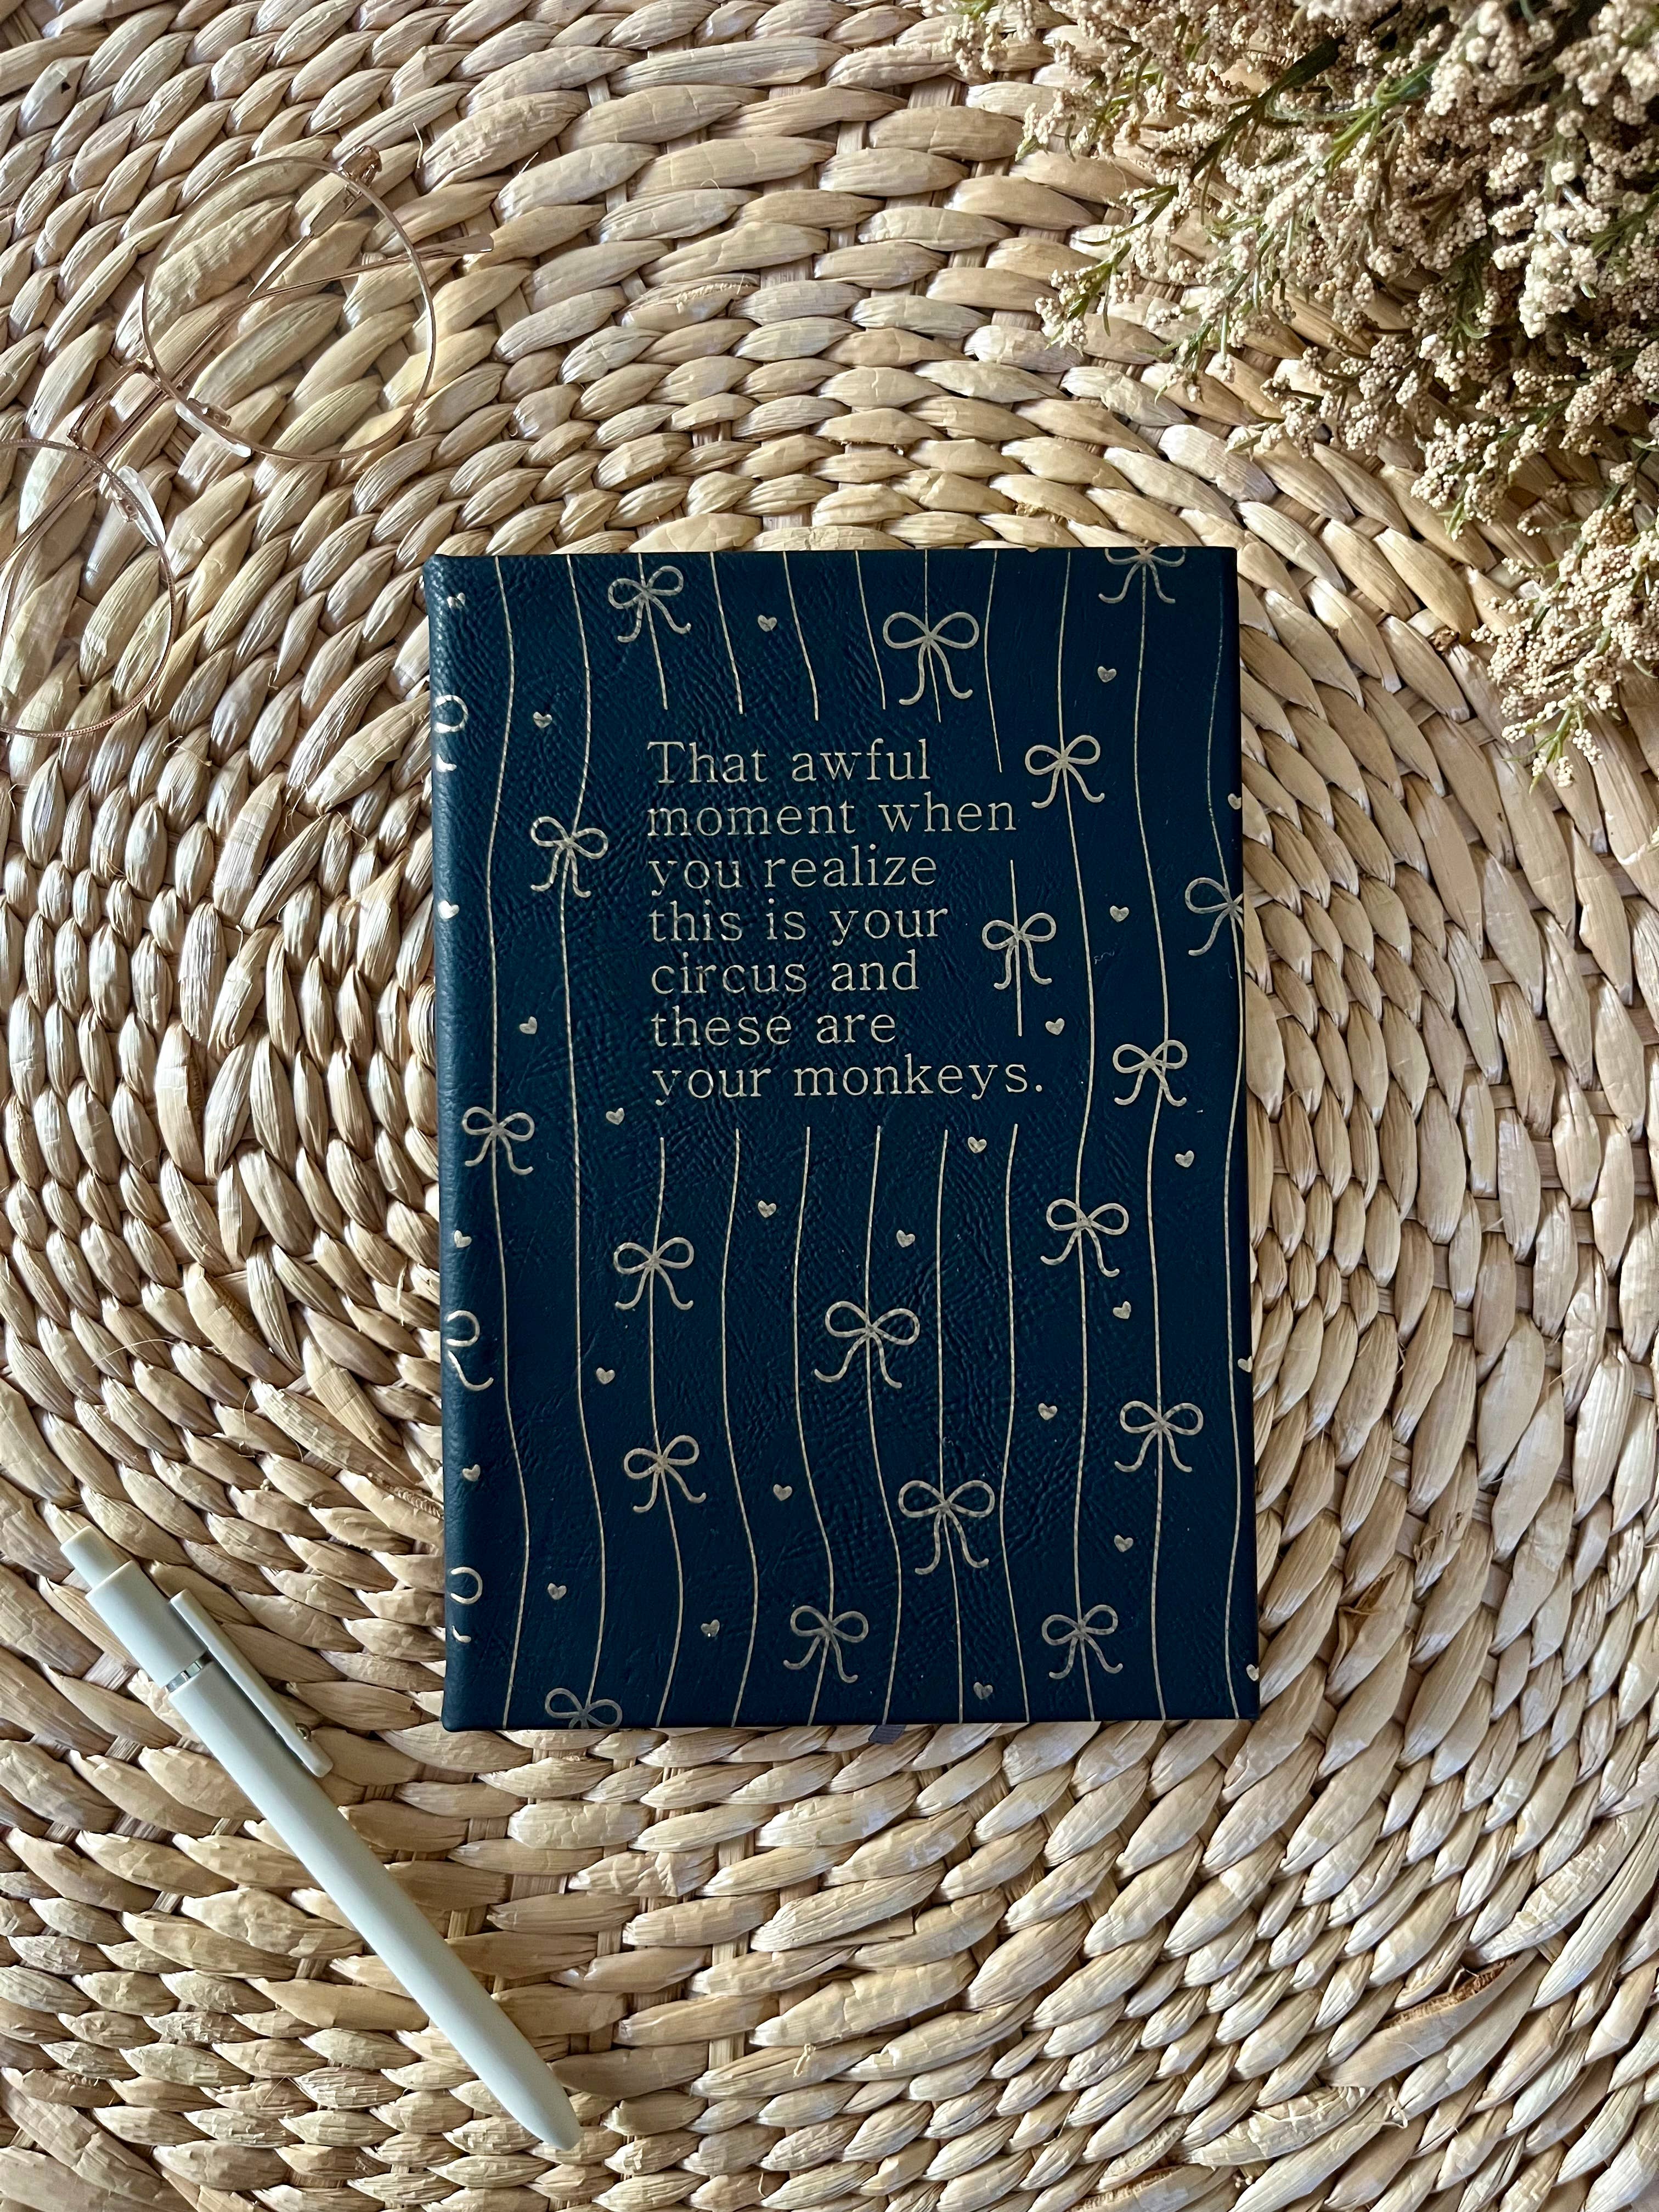 That awful
moment when
you realize
this is your
circus and
these are
your monkeys.